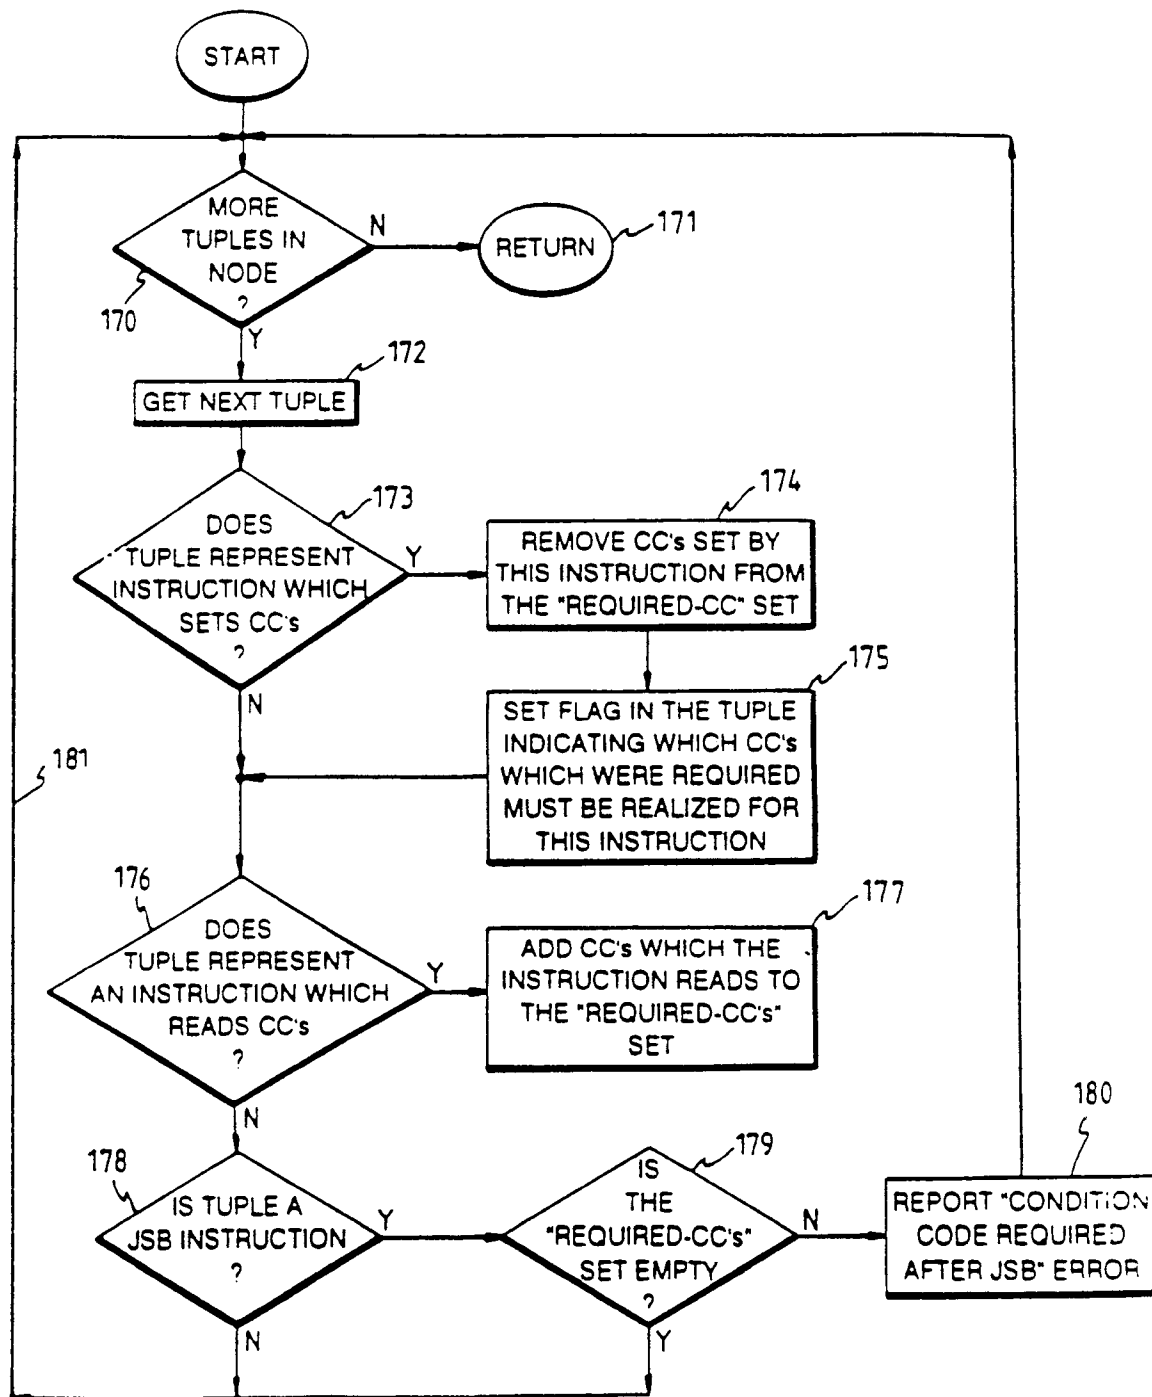 START
MORE
TUPLES IN
NODE
?
N
RETURN
171
170
Y
172
GET NEXT TUPLE
173
DOES
TUPLE REPRESENT
INSTRUCTION WHICH
SETS CC's
?
Y
174
REMOVE CC's SET BY
THIS INSTRUCTION FROM
THE "REQUIRED-CC" SET
N
175
SET FLAG IN THE TUPLE
INDICATING WHICH CC's
WHICH WERE REQUIRED
MUST BE REALIZED FOR
THIS INSTRUCTION
181
176
DOES
TUPLE REPRESENT
AN INSTRUCTION WHICH
READS CC's
?
Y
177
ADD CC's WHICH THE
INSTRUCTION READS TO
THE "REQUIRED-CC's"
SET
N
178
IS TUPLE A
JSB INSTRUCTION
?
Y
179
IS
THE
"REQUIRED-CC's"
SET EMPTY
?
N
180
REPORT "CONDITION
CODE REQUIRED
AFTER JSB" ERROR
N
Y